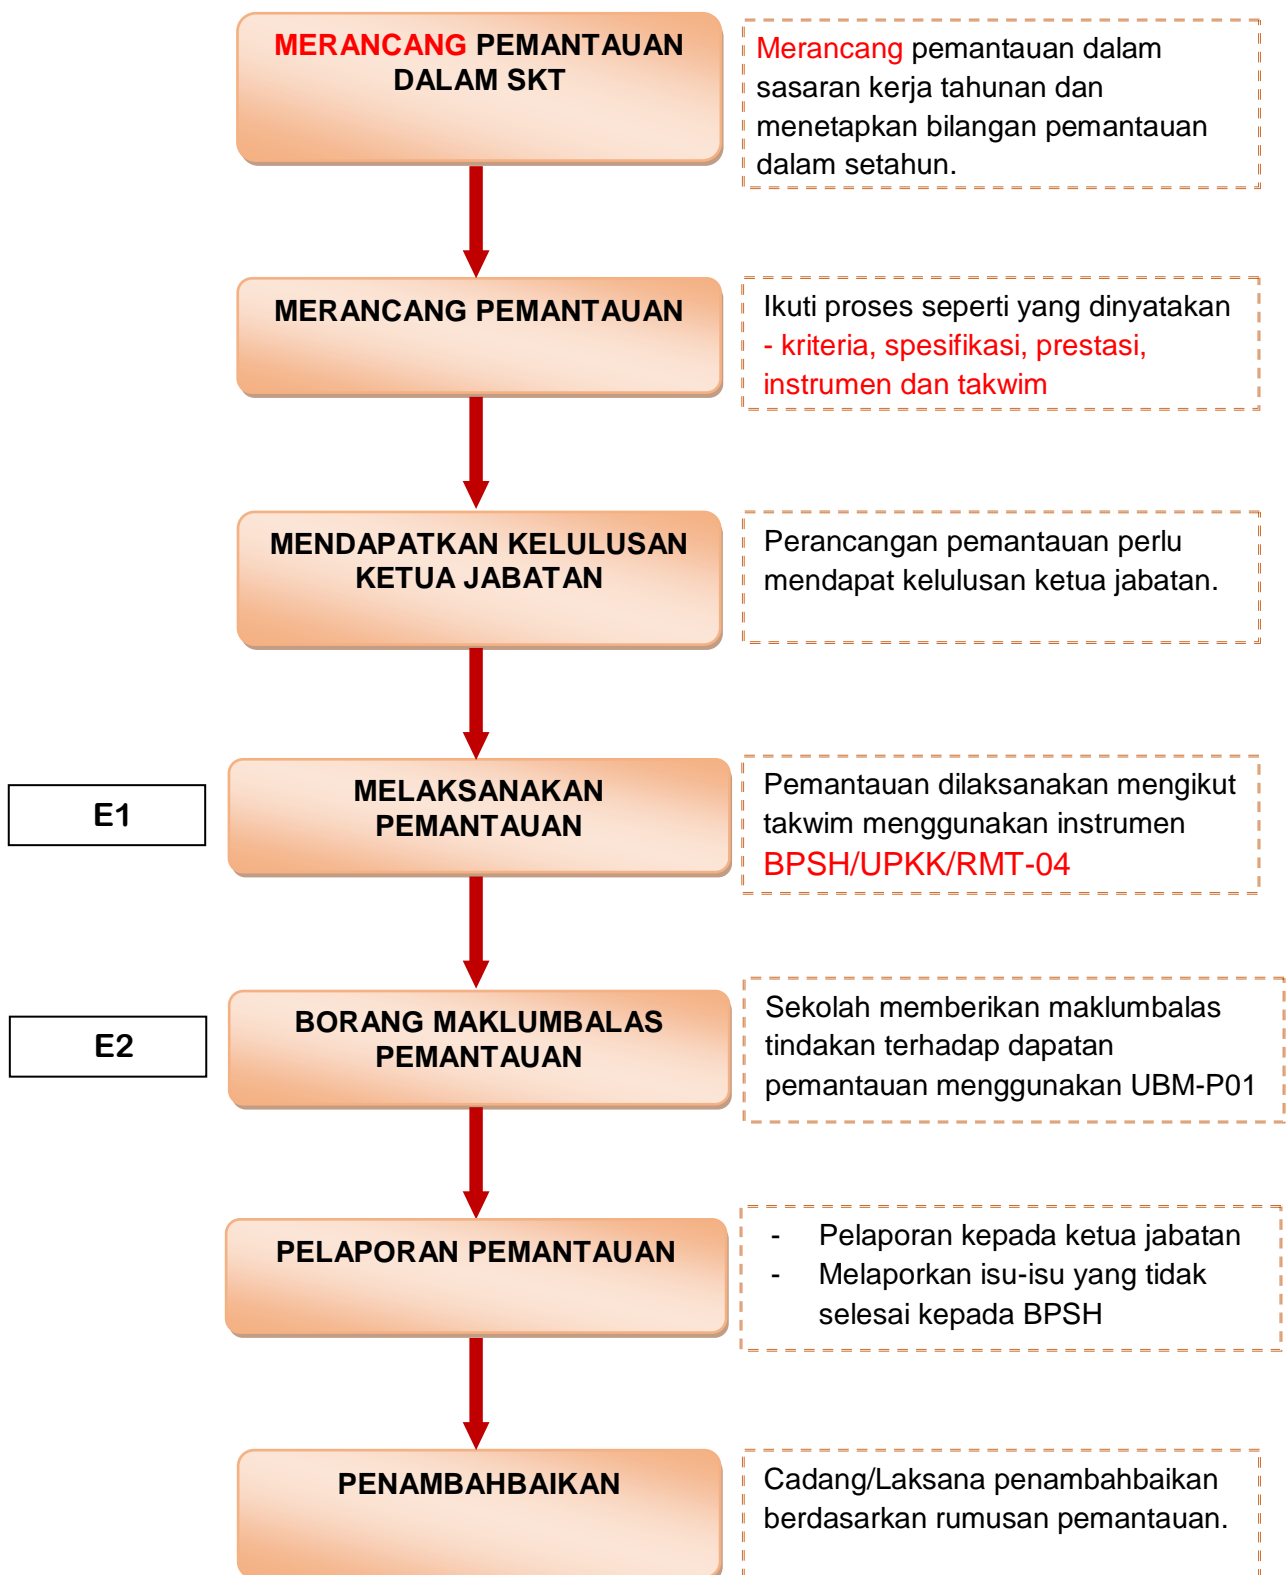 MERANCANG PEMANTAUAN
DALAM SKT
Merancang pemantauan dalam
sasaran kerja tahunan dan
menetapkan bilangan pemantauan
dalam setahun.
MERANCANG PEMANTAUAN
Ikuti proses seperti yang dinyatakan
- kriteria, spesifikasi, prestasi,
instrumen dan takwim
MENDAPATKAN KELULUSAN
KETUA JABATAN
Perancangan pemantauan perlu
mendapat kelulusan ketua jabatan.
E1
MELAKSANAKAN
PEMANTAUAN
Pemantauan dilaksanakan mengikut
takwim menggunakan instrumen
BPSH/UPKK/RMT-04
E2
BORANG MAKLUMBALAS
PEMANTAUAN
Sekolah memberikan maklumbalas
tindakan terhadap dapatan
pemantauan menggunakan UBM-P01
PELAPORAN PEMANTAUAN
- Pelaporan kepada ketua jabatan
- Melaporkan isu-isu yang tidak
selesai kepada BPSH
PENAMBAHBAIKAN
Cadang/Laksana penambahbaikan
berdasarkan rumusan pemantauan.